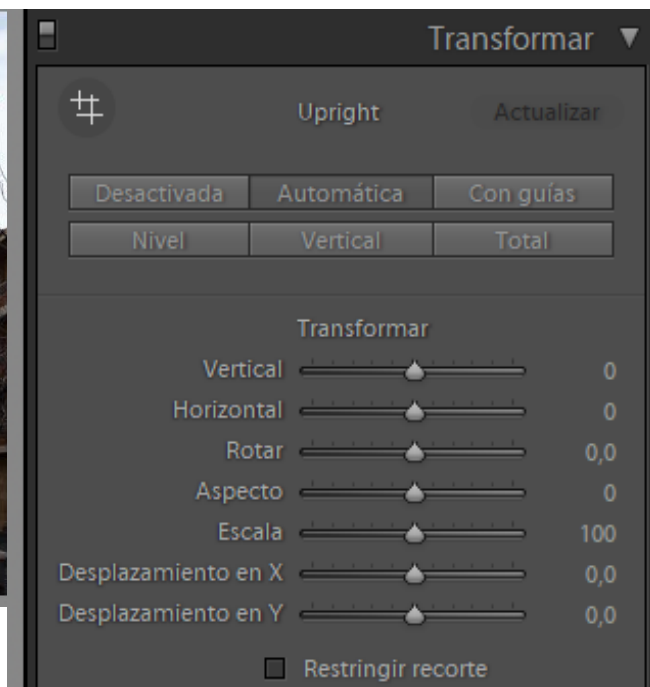 Transformar
Upright Actualizar
Desactivada Automática Con guías
Nivel Vertical Total
Transformar
Vertical 0
Horizontal 0
Rotar 0,0
Aspecto 0
Escala 100
Desplazamiento en X 0,0
Desplazamiento en Y 0,0
Restringir recorte